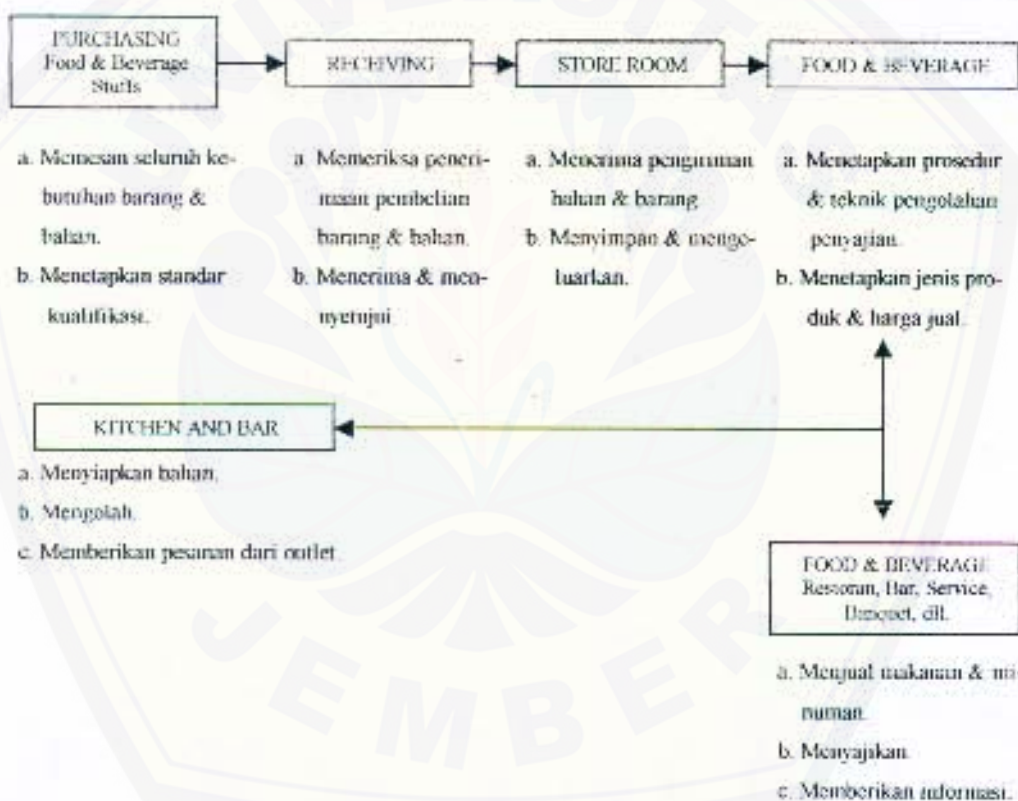 PURCHASING
Food & Beverage
RECEIVING
STORE ROOM
FOOD & BEVERAGE
a. Memesan seluruh ke-
butuhan barang &
bahan.
b. Menetapkan standar
kualifikasi.
a. Memeriksa peneri-
maan pembelian
barang & bahan.
b. Menerima & men-
nyetujui.
a. Menerima pengiriman
bahan & barang
b. Menyimpan & menge-
luarkan.
a. Menetapkan prosedur
& teknik pengolahan
penyajian.
b. Menetapkan jenis pro-
duk & harga jual.
KITCHEN AND BAR
a. Menyiapkan bahan.
b. Mengolah.
c. Memberikan pesanan dari outlet.
FOOD & BEVERAGE
Restoran, Bar, Service,
Banquet, dll.
a. Menjual makanan & mi-
numan.
b. Menyajikan
c. Memberikan informasi.
UNIVERSITAS
JEMBER